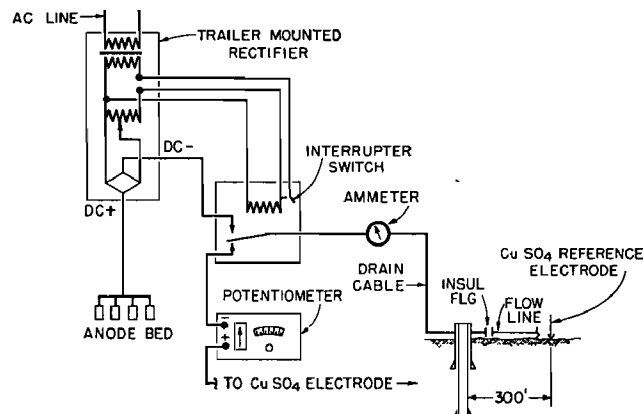 AC LINE
TRAILER MOUNTED
RECTIFIER
DC-
DC+
INTERRUPTER
SWITCH
AMMETER
CU SO4 REFERENCE
ELECTRODE
DRAIN
CABLE
INSUL
FLG
FLOW
LINE
POTENTIOMETER
ANODE BED
-
+
TO CU SO4 ELECTRODE
300'